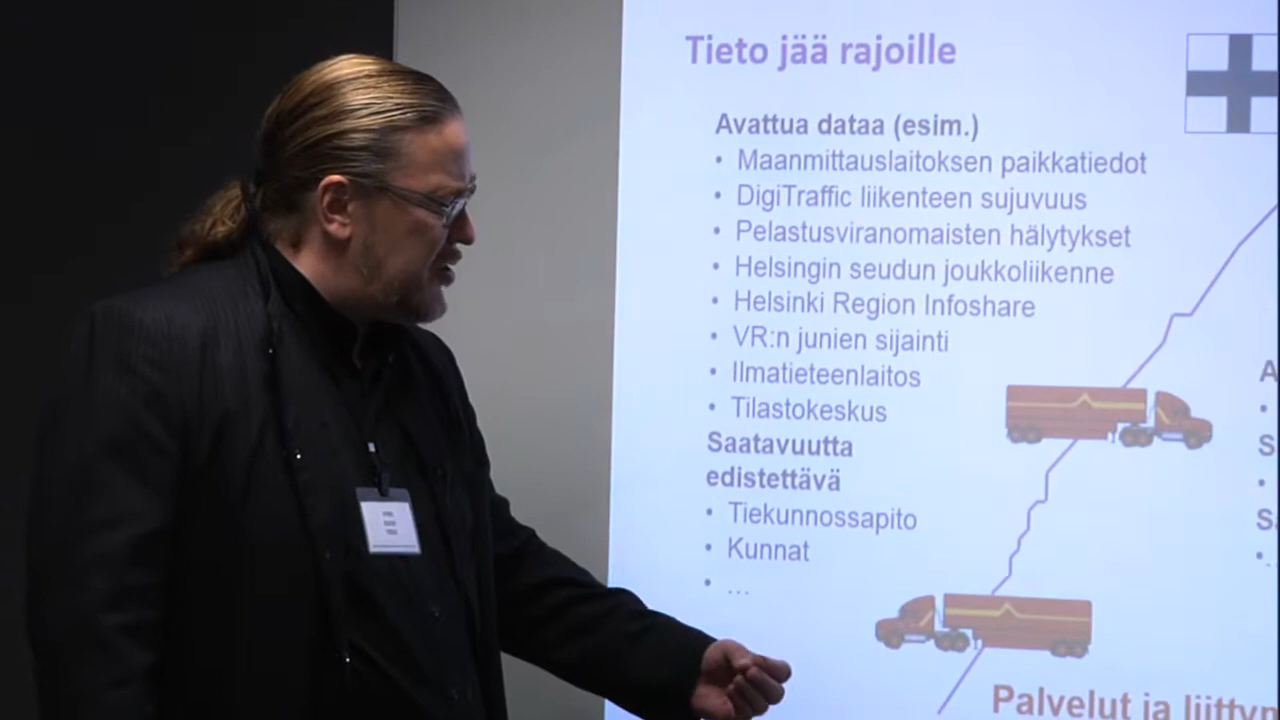 Tieto jää rajoille
Avattua dataa (esim.)
• Maanmittauslaitoksen paikkatiedot
• DigiTraffic liikenteen sujuvuus
• Pelastusviranomaisten hälytykset
• Helsingin seudun joukkoliikenne
• Helsinki Region Infoshare
• VR:n junien sijainti
• Ilmatieteenlaitos
• Tilastokeskus
Saatavuutta
edistettävä
• Tiekunnossapito
• Kunnat
• ...
Palvelut ja